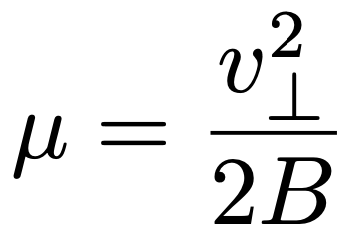 μ = v⊥² / 2B